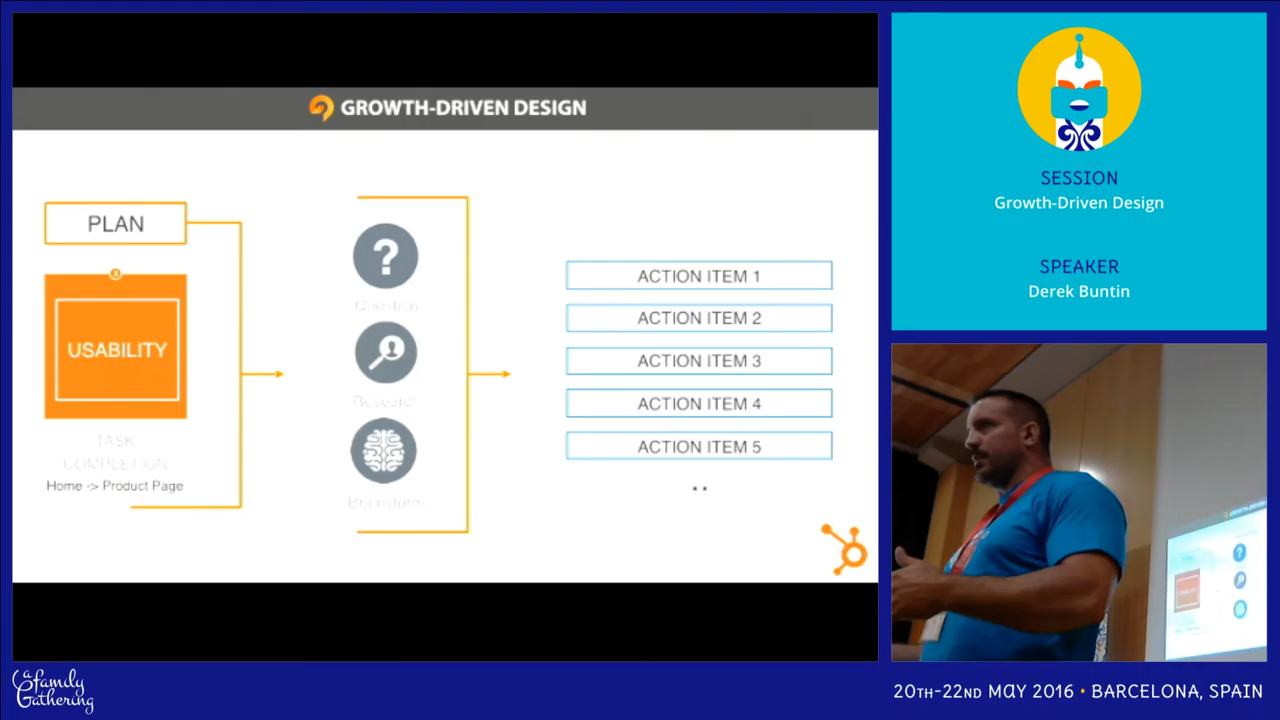 GROWTH-DRIVEN DESIGN
PLAN
USABILITY
TASK
COMPLETION
Home -> Product Page
Question
Research
Brainstorm
ACTION ITEM 1
ACTION ITEM 2
ACTION ITEM 3
ACTION ITEM 4
ACTION ITEM 5
..
SESSION
Growth-Driven Design
SPEAKER
Derek Buntin
a family
Gathering
20TH-22ND MAY 2016 • BARCELONA, SPAIN